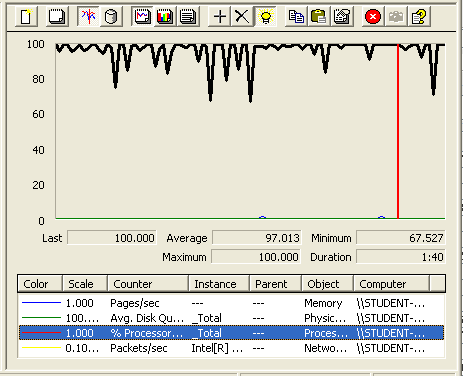 100
80
60
40
20
0
Last 100.000 Average 97.013 Minimum 67.527
Maximum 100.000 Duration 1:40
Color Scale Counter Instance Parent Object Computer
1.000 Pages/sec --- --- Memory \\STUDENT-...
100.... Avg. Disk Qu... _Total --- Physic... \\STUDENT-...
1.000 % Processor... _Total --- Proces... \\STUDENT-...
0.10... Packets/sec Intel[R] ... --- Netwo... \\STUDENT-...